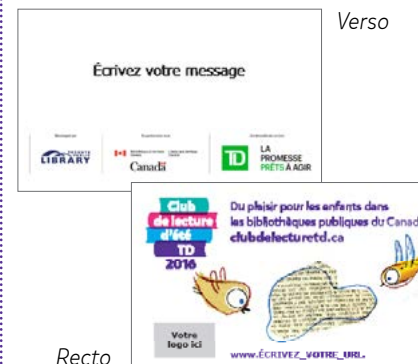 Verso
Écrivez votre message
LIBRARY
Canada
TD
LA
PROMESSE
PRÊTS À AGIR
Club
de lecture
d'été
TD
2016
Du plaisir pour les enfants dans
les bibliothèques publiques du Canada
clubdelecturetd.ca
Votre
logo ici
www.ÉCRIVEZ_VOTRE_URL.
Recto